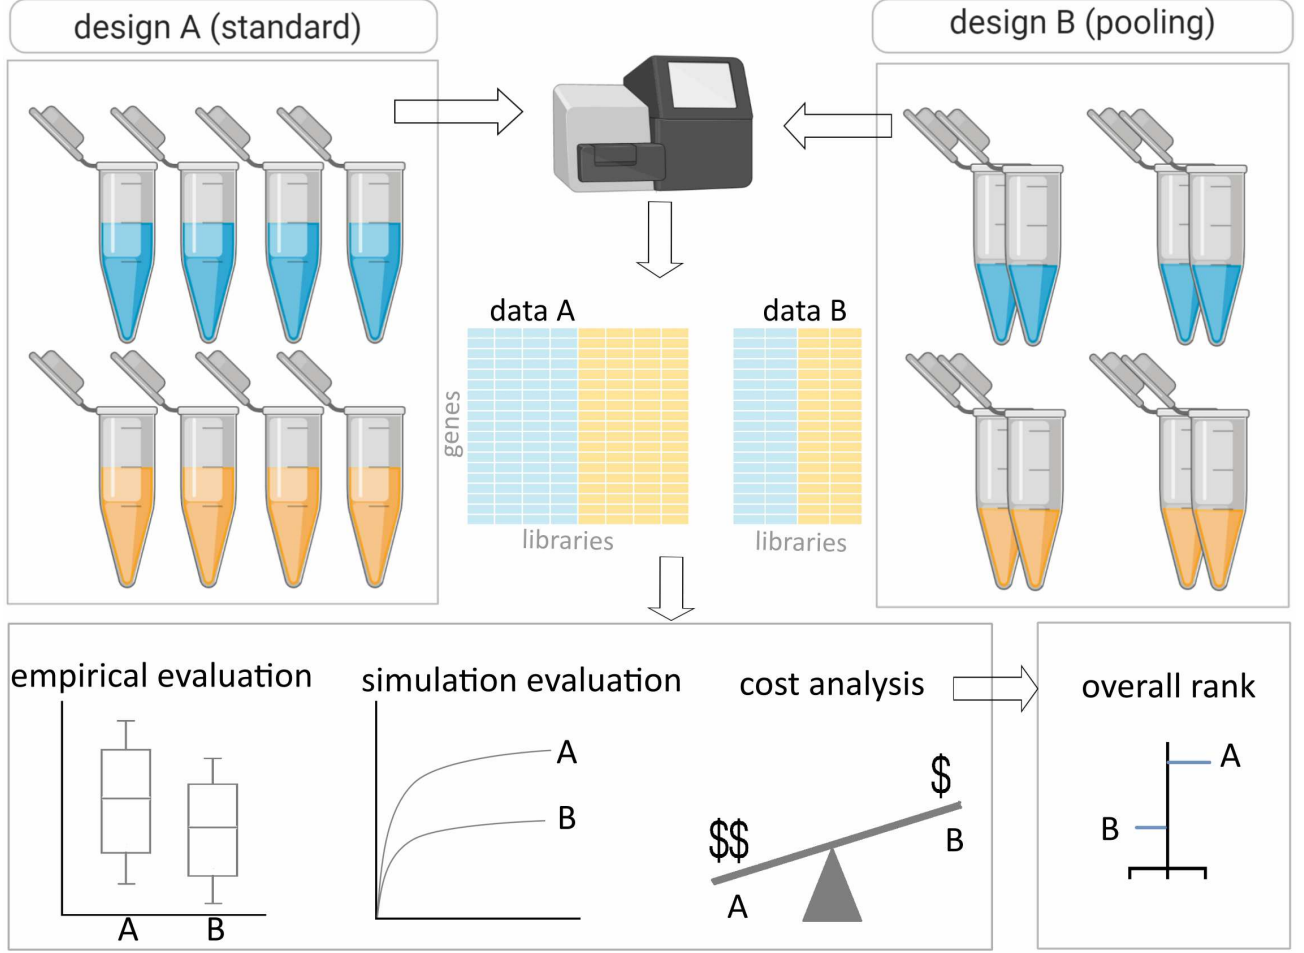 design A (standard)
design B (pooling)
data A
data B
genes
libraries
libraries
empirical evaluation
A
B
simulation evaluation
A
B
cost analysis
$$
$
A
B
overall rank
A
B